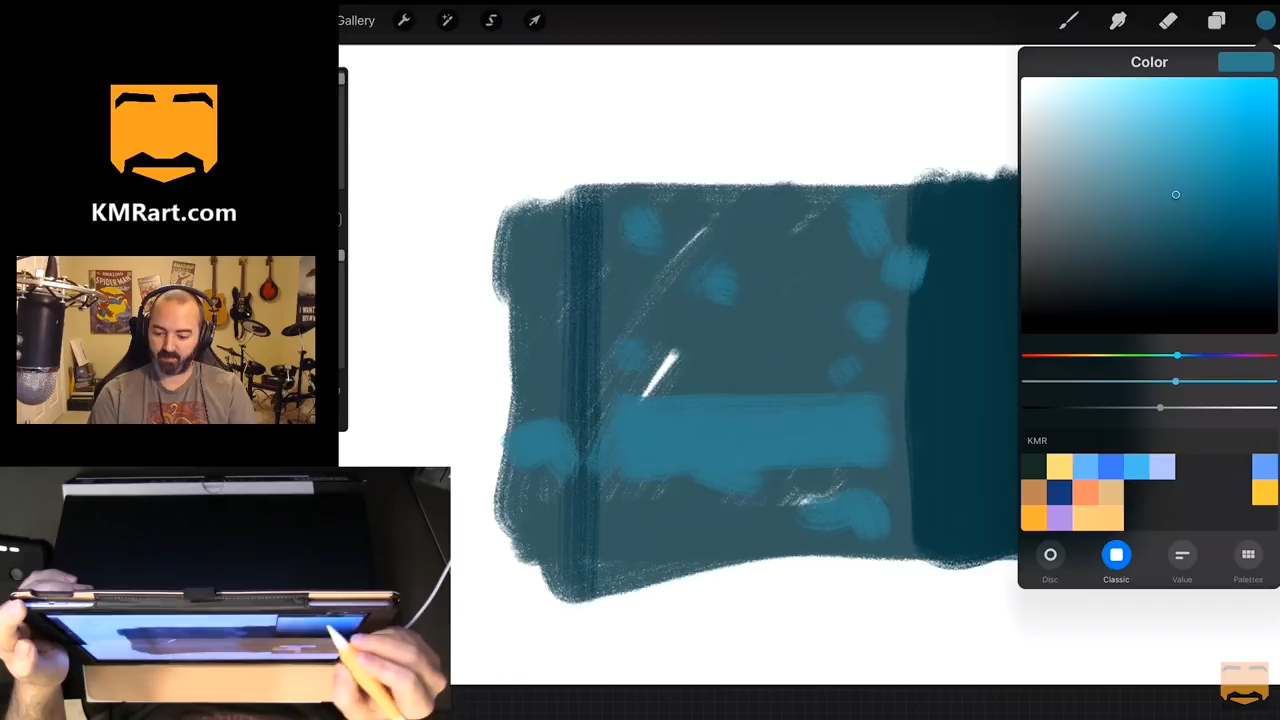 Gallery
Color
KMRart.com
KMR
Disc
Classic
Value
Palettes